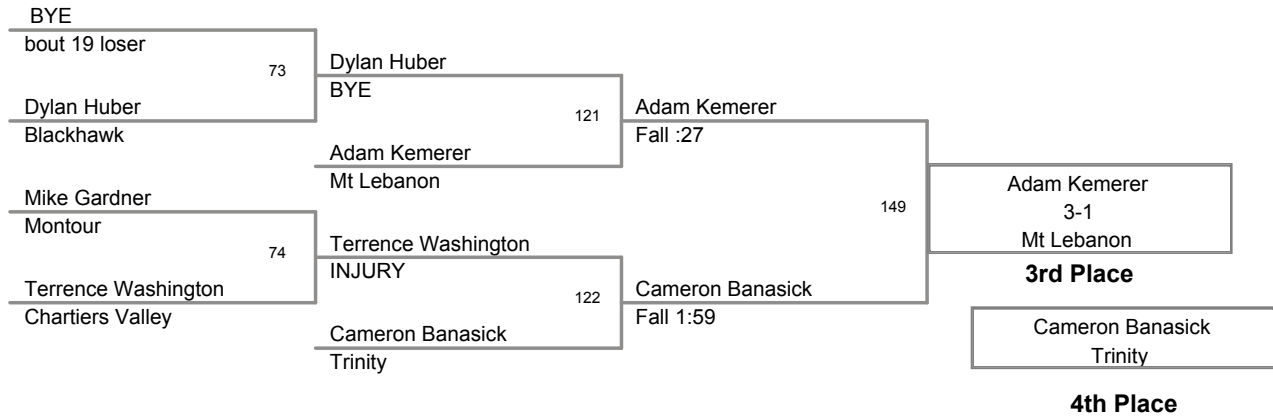 BYE
bout 19 loser
73
Dylan Huber
Blackhawk
Dylan Huber
BYE
121
Adam Kemerer
Mt Lebanon
Adam Kemerer
Fall :27
Mike Gardner
Montour
74
Terrence Washington
Chartiers Valley
Terrence Washington
INJURY
122
Cameron Banasick
Trinity
Cameron Banasick
Fall 1:59
149
Adam Kemerer
3-1
Mt Lebanon
3rd Place
Cameron Banasick
Trinity
4th Place